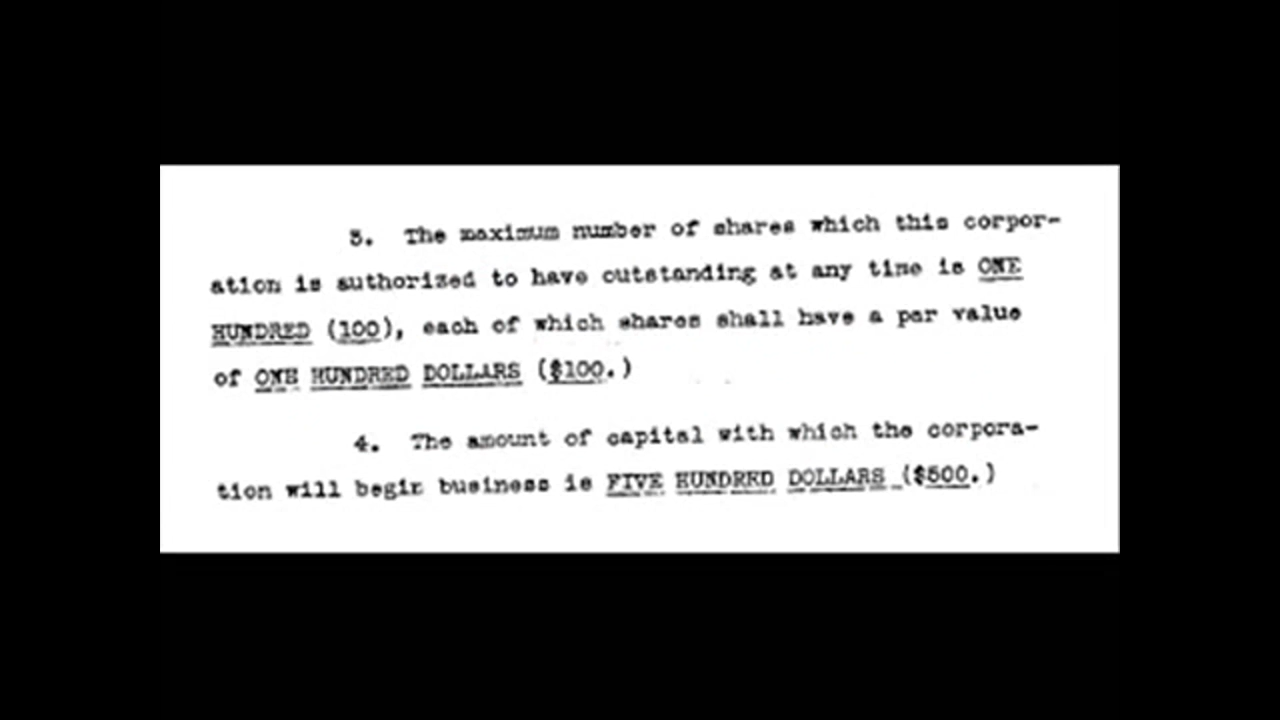 3. The maximum number of shares which this corpor-
ation is authorized to have outstanding at any time is ONE
HUNDRED (100), each of which shares shall have a par value
of ONE HUNDRED DOLLARS ($100.)
4. The amount of capital with which the corpora-
tion will begin business is FIVE HUNDRED DOLLARS ($500.)